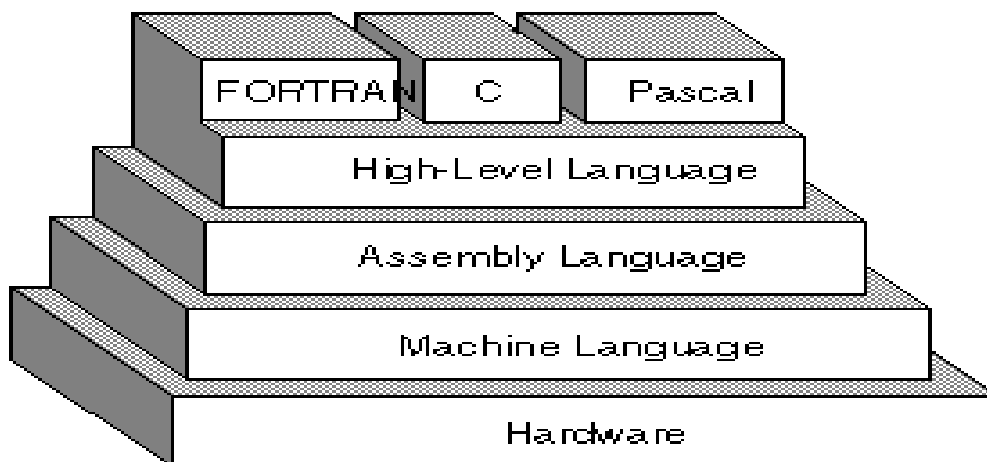 FORTRAN C Pascal
High-Level Language
Assembly Language
Machine Language
Hardware